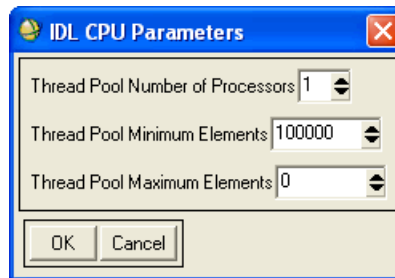 IDL CPU Parameters
Thread Pool Number of Processors 1
Thread Pool Minimum Elements 100000
Thread Pool Maximum Elements 0
OK Cancel